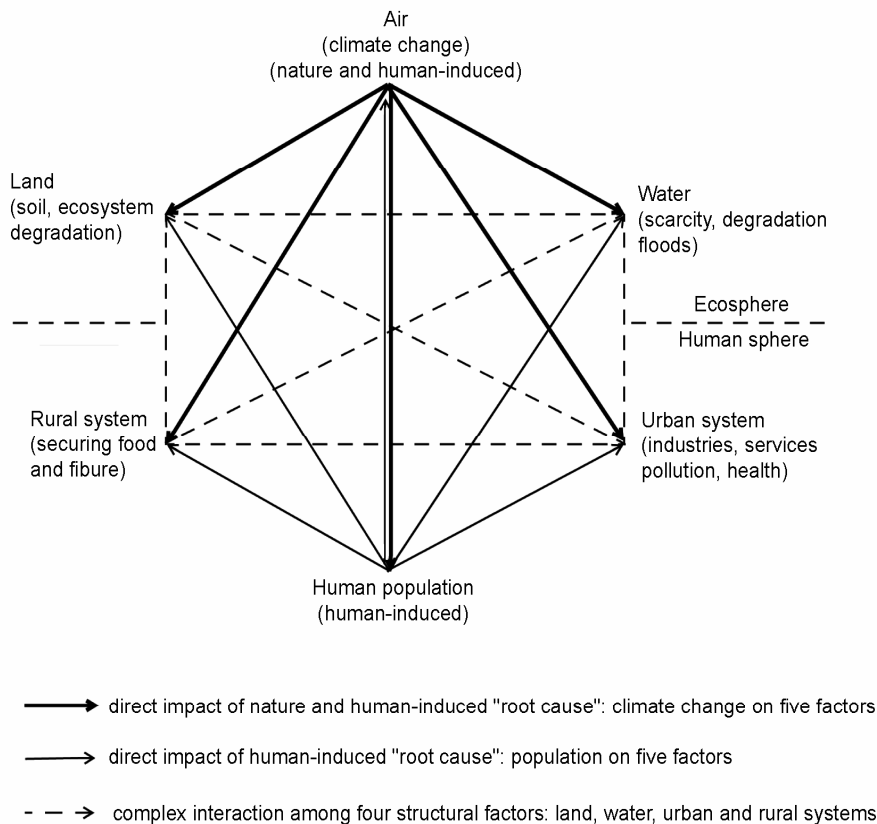 Air
(climate change)
(nature and human-induced)
Land
(soil, ecosystem
degradation)
Water
(scarcity, degradation
floods)
Ecosphere
Human sphere
Rural system
(securing food
and fibure)
Urban system
(industries, services
pollution, health)
Human population
(human-induced)
direct impact of nature and human-induced "root cause": climate change on five factors
direct impact of human-induced "root cause": population on five factors
complex interaction among four structural factors: land, water, urban and rural systems